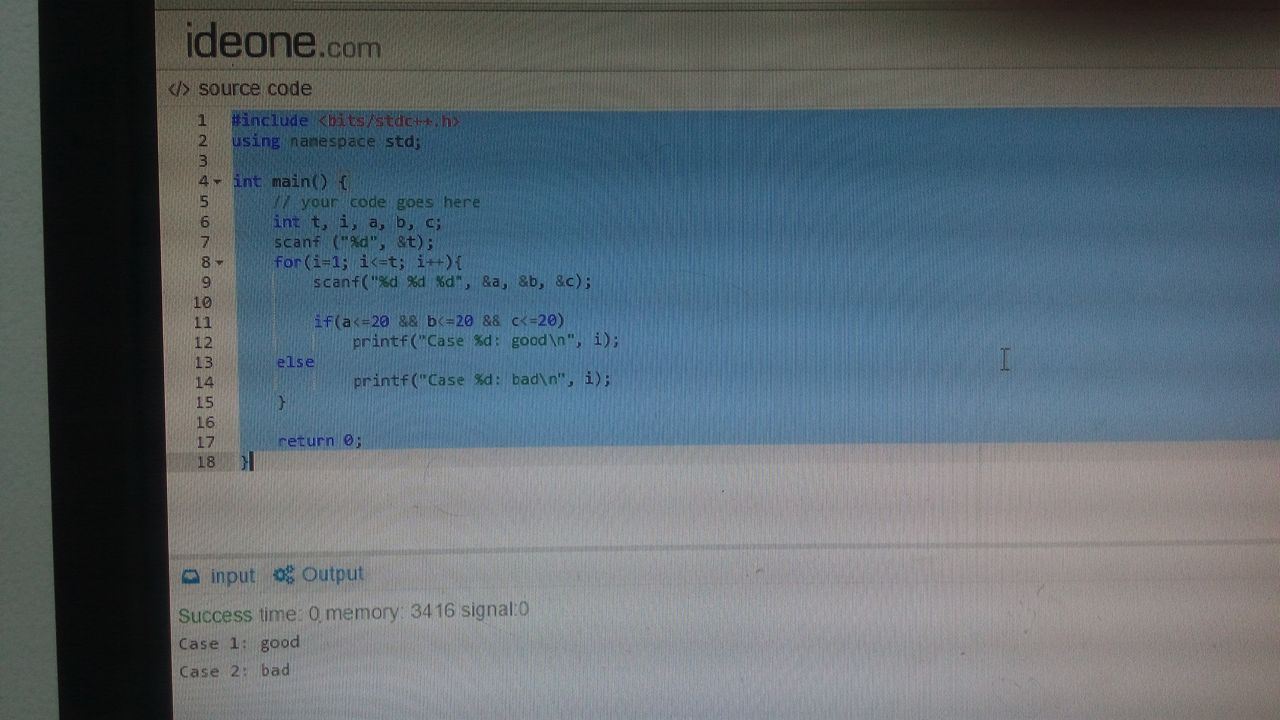 ideone.com
</> source code
1 #include <bits/stdc++.h>
2 using namespace std;
3
4 int main() {
5 // your code goes here
6 int t, i, a, b, c;
7 scanf ("%d", &t);
8 for(i=1; i<=t; i++){
9 scanf("%d %d %d", &a, &b, &c);
10
11 if(a<=20 && b<=20 && c<=20)
12 printf("Case %d: good\n", i);
13 else
14 printf("Case %d: bad\n", i);
15 }
16
17 return 0;
18 }
input Output
Success time: 0 memory: 3416 signal:0
Case 1: good
Case 2: bad